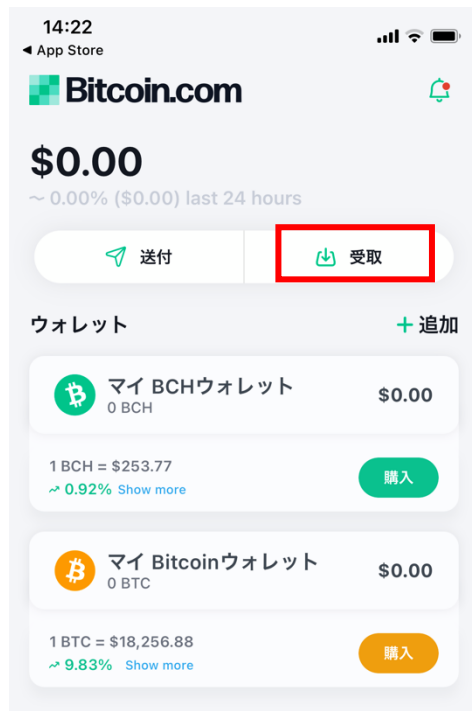 14:22
◀ App Store
Bitcoin.com
$0.00
~ 0.00% ($0.00) last 24 hours
送付 受取
ウォレット + 追加
マイ BCHウォレット $0.00
0 BCH
1 BCH = $253.77
0.92% Show more
購入
マイ Bitcoinウォレット $0.00
0 BTC
1 BTC = $18,256.88
9.83% Show more
購入